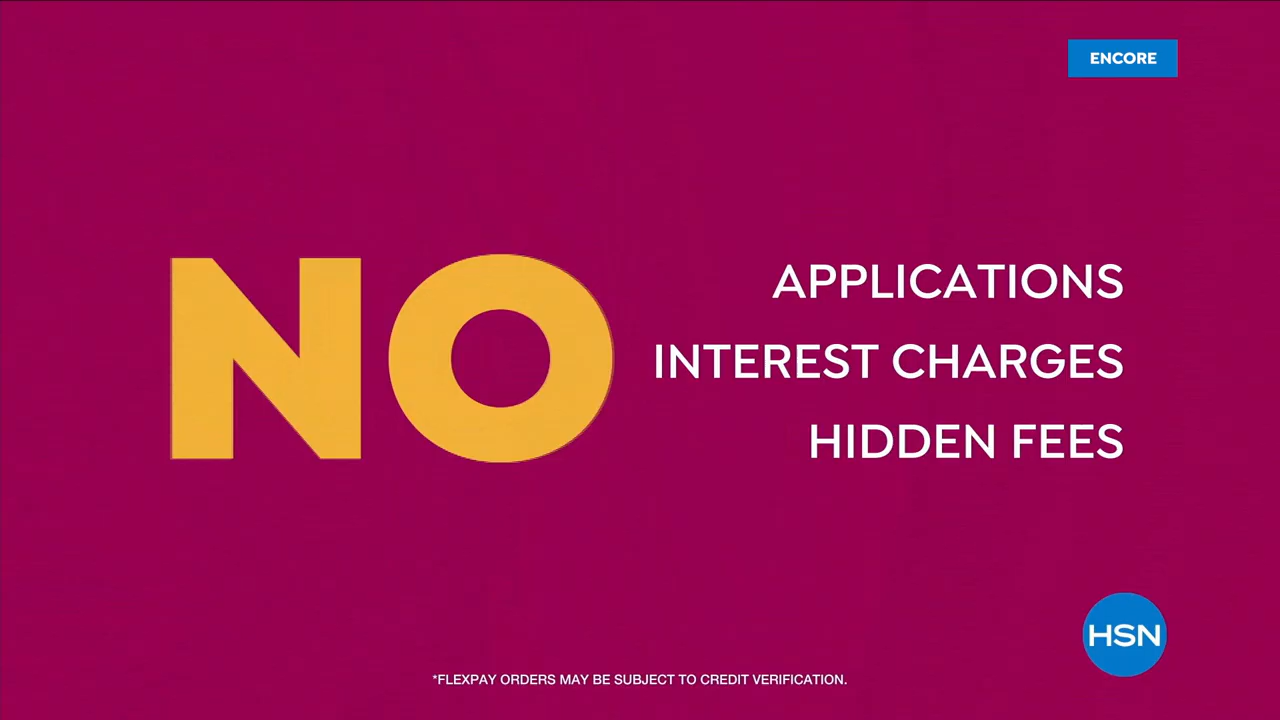 ENCORE
NO
APPLICATIONS
INTEREST CHARGES
HIDDEN FEES
HSN
*FLEXPAY ORDERS MAY BE SUBJECT TO CREDIT VERIFICATION.